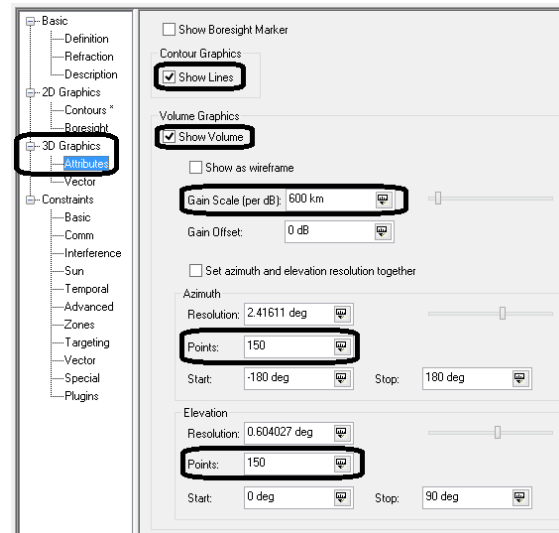 Basic
Definition
Refraction
Description
2D Graphics
Contours *
Boresight
3D Graphics
Attributes
Vector
Constraints
Basic
Comm
Interference
Sun
Temporal
Advanced
Zones
Targeting
Vector
Special
Plugins
Show Boresight Marker
Contour Graphics
Show Lines
Volume Graphics
Show Volume
Show as wireframe
Gain Scale (per dB): 600 km
Gain Offset: 0 dB
Set azimuth and elevation resolution together
Azimuth
Resolution: 2.41611 deg
Points: 150
Start: -180 deg Stop: 180 deg
Elevation
Resolution: 0.604027 deg
Points: 150
Start: 0 deg Stop: 90 deg